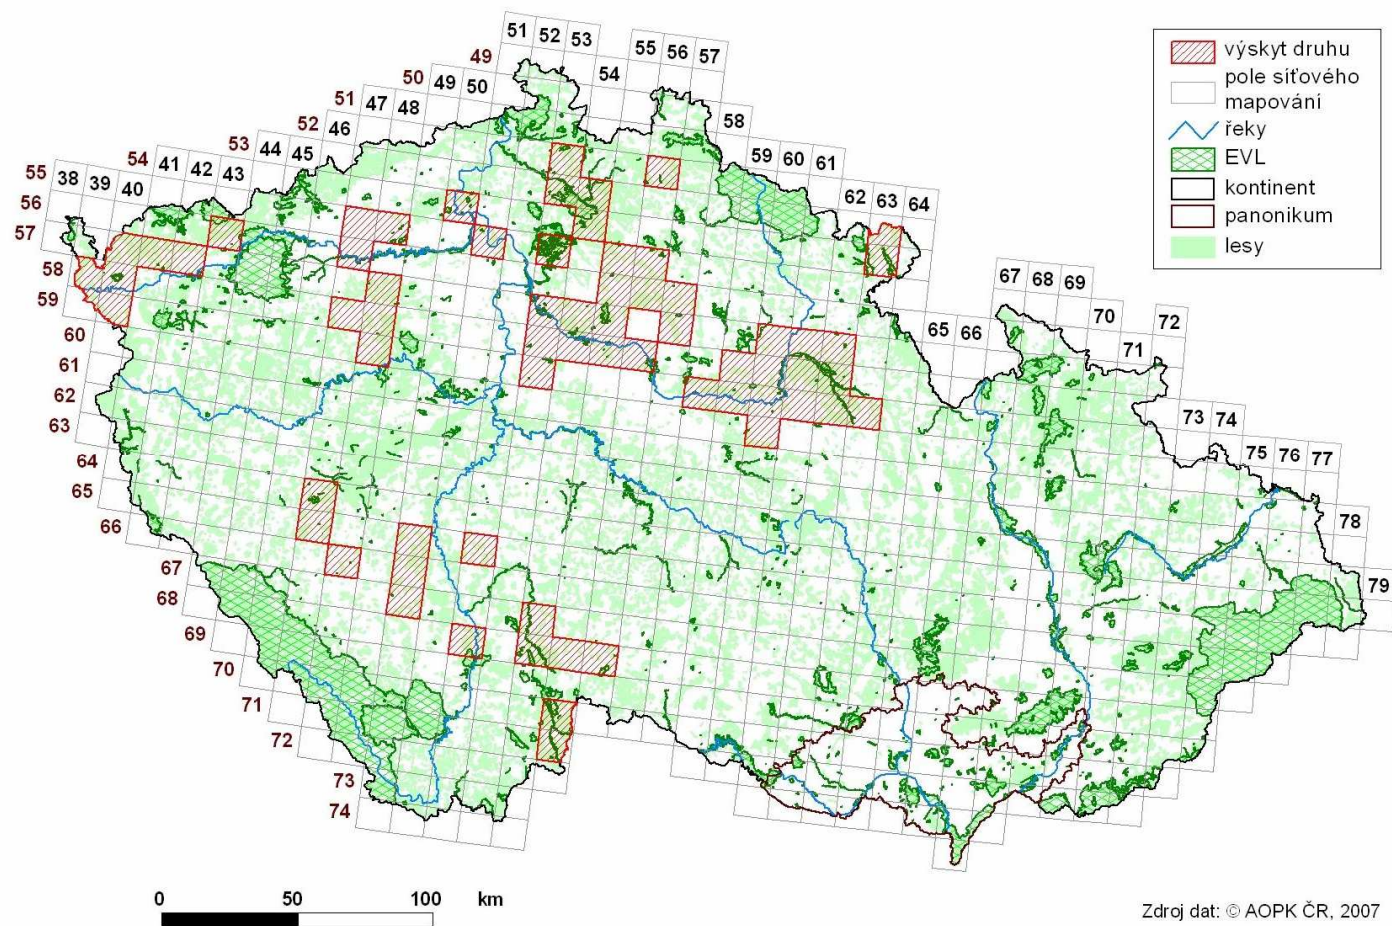 51 52 53
55 56 57
49
54
50 49 50
51 47 48
58
52 46
59 60 61
53 44 45
54 41 42 43
62 63 64
55 38 39 40
56
57
58
59
60
61
62
63
64
65
66
67
68
69
70
71
72
73
74
65 66
67 68 69
70
71
72
73 74
75 76 77
78
79
výskyt druhu
pole síťového
mapování
řeky
EVL
kontinent
panonikum
lesy
0 50 100 km
Zdroj dat: © AOPK ČR, 2007